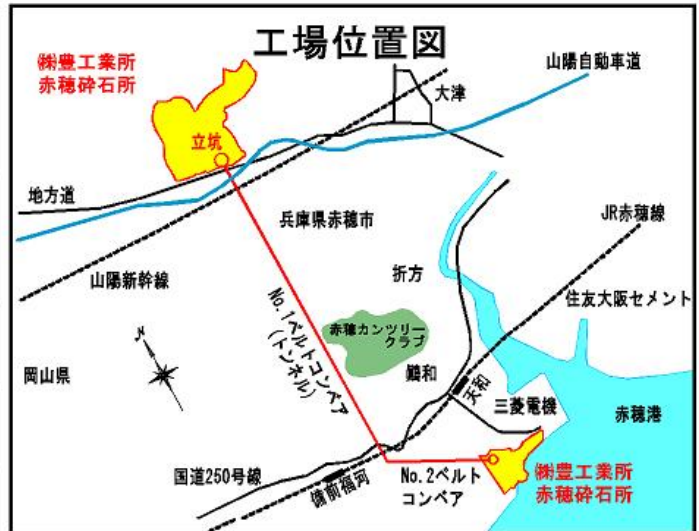 工場位置図
㈱豊工業所
赤穂砕石所
山陽自動車道
大津
立坑
地方道
兵庫県赤穂市
JR赤穂線
山陽新幹線
折方
No.1ベルトコンベア
(トンネル)
住友大阪セメント
赤穂カンツリー
クラブ
N
岡山県
鷆和
天和
三菱電機
赤穂港
国道250号線
備前福河
No.2ベルト
コンベア
㈱豊工業所
赤穂砕石所